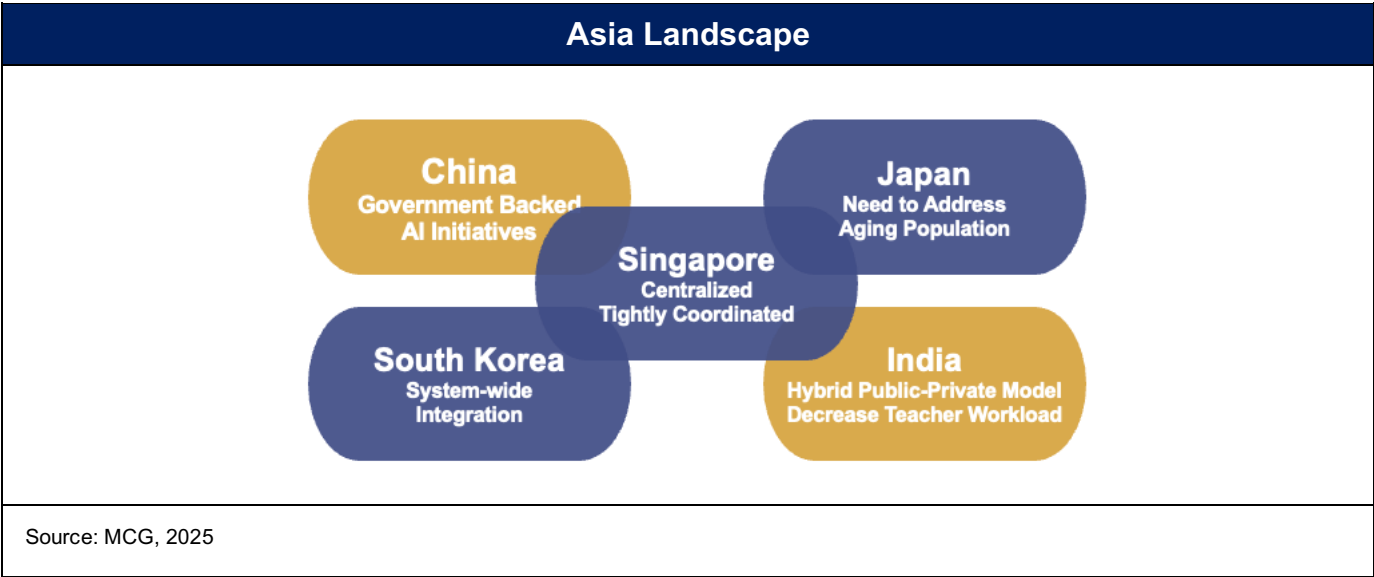 Asia Landscape
China
Government Backed
AI Initiatives
Japan
Need to Address
Aging Population
Singapore
Centralized
Tightly Coordinated
South Korea
System-wide
Integration
India
Hybrid Public-Private Model
Decrease Teacher Workload
Source: MCG, 2025